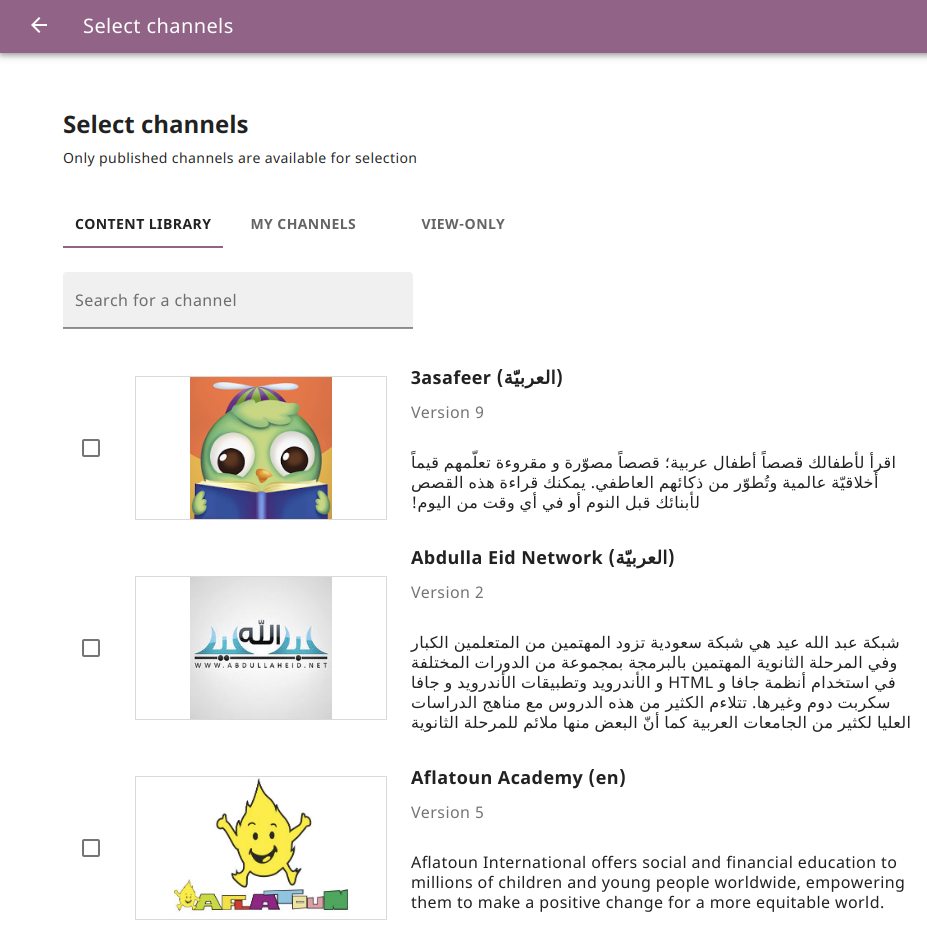 Select channels
Select channels
Only published channels are available for selection
CONTENT LIBRARY
MY CHANNELS
VIEW-ONLY
Search for a channel
3asafeer (العربيّة)
Version 9
اقرأ لأطفالك قصصاً أطفال عربية؛ قصصاً مصوّرة و مقروءة تعلّمهم قيماً
أخلاقيّة عالمية وتُطوّر من ذكائهم العاطفي. يمكنك قراءة هذه القصص
لأبنائك قبل النوم أو في أي وقت من اليوم!
Abdulla Eid Network (العربيّة)
Version 2
عبدالله عيد
WWW.ABDULLAHEID.NET
شبكة عبد الله عيد هي شبكة سعودية تزود المهتمين من المتعلمين الكبار
وفي المرحلة الثانوية المهتمين بالبرمجة بمجموعة من الدورات المختلفة
في استخدام أنظمة جافا و HTML و الأندرويد وتطبيقات الأندرويد و جافا
سكربت دوم وغيرها. تتلاءم الكثير من هذه الدروس مع مناهج الدراسات
العليا لكثير من الجامعات العربية كما أنّ البعض منها ملائم للمرحلة الثانوية
Aflatoun Academy (en)
Version 5
AFLATOUN
Aflatoun International offers social and financial education to
millions of children and young people worldwide, empowering
them to make a positive change for a more equitable world.